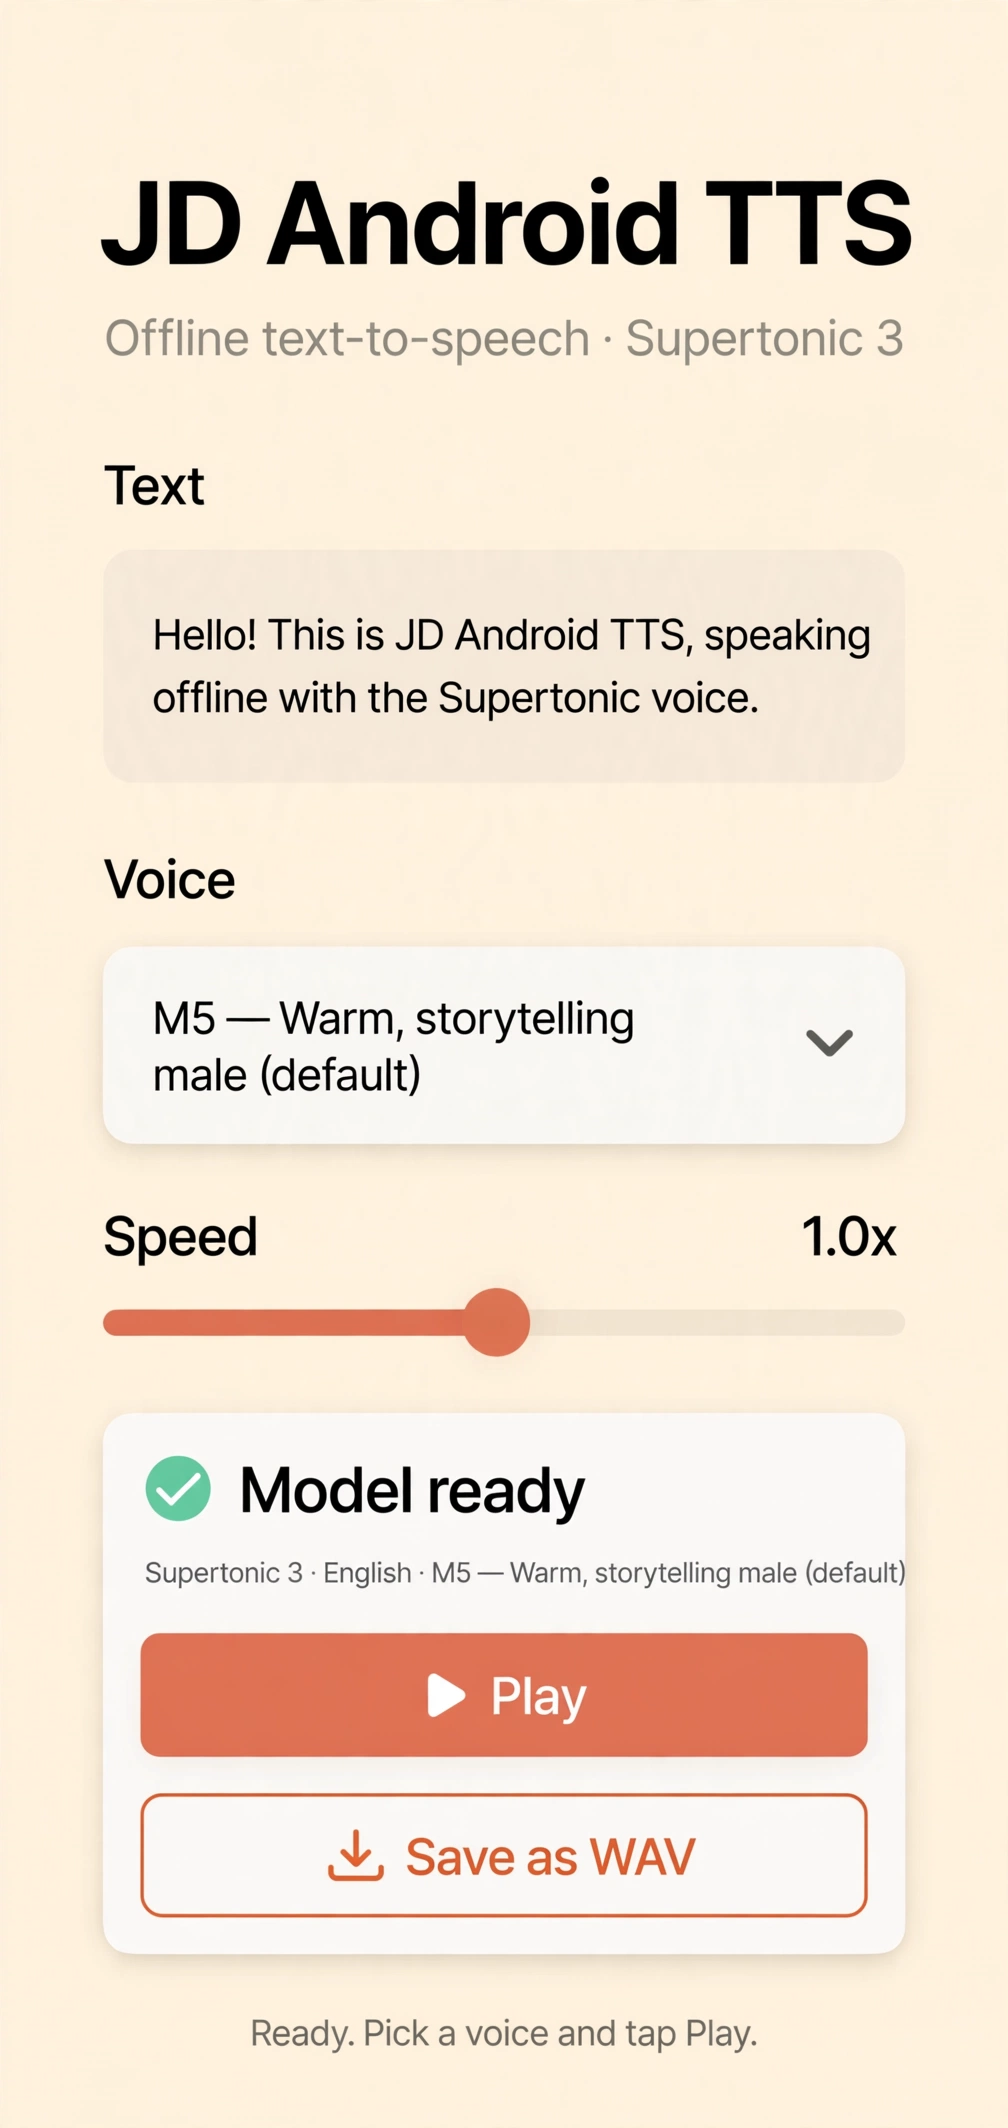 JD Android TTS
Offline text-to-speech · Supertonic 3
Text
Hello! This is JD Android TTS, speaking
offline with the Supertonic voice.
Voice
M5 — Warm, storytelling
male (default)
Speed 1.0x
Model ready
Supertonic 3 · English · M5 — Warm, storytelling male (default)
Play
Save as WAV
Ready. Pick a voice and tap Play.